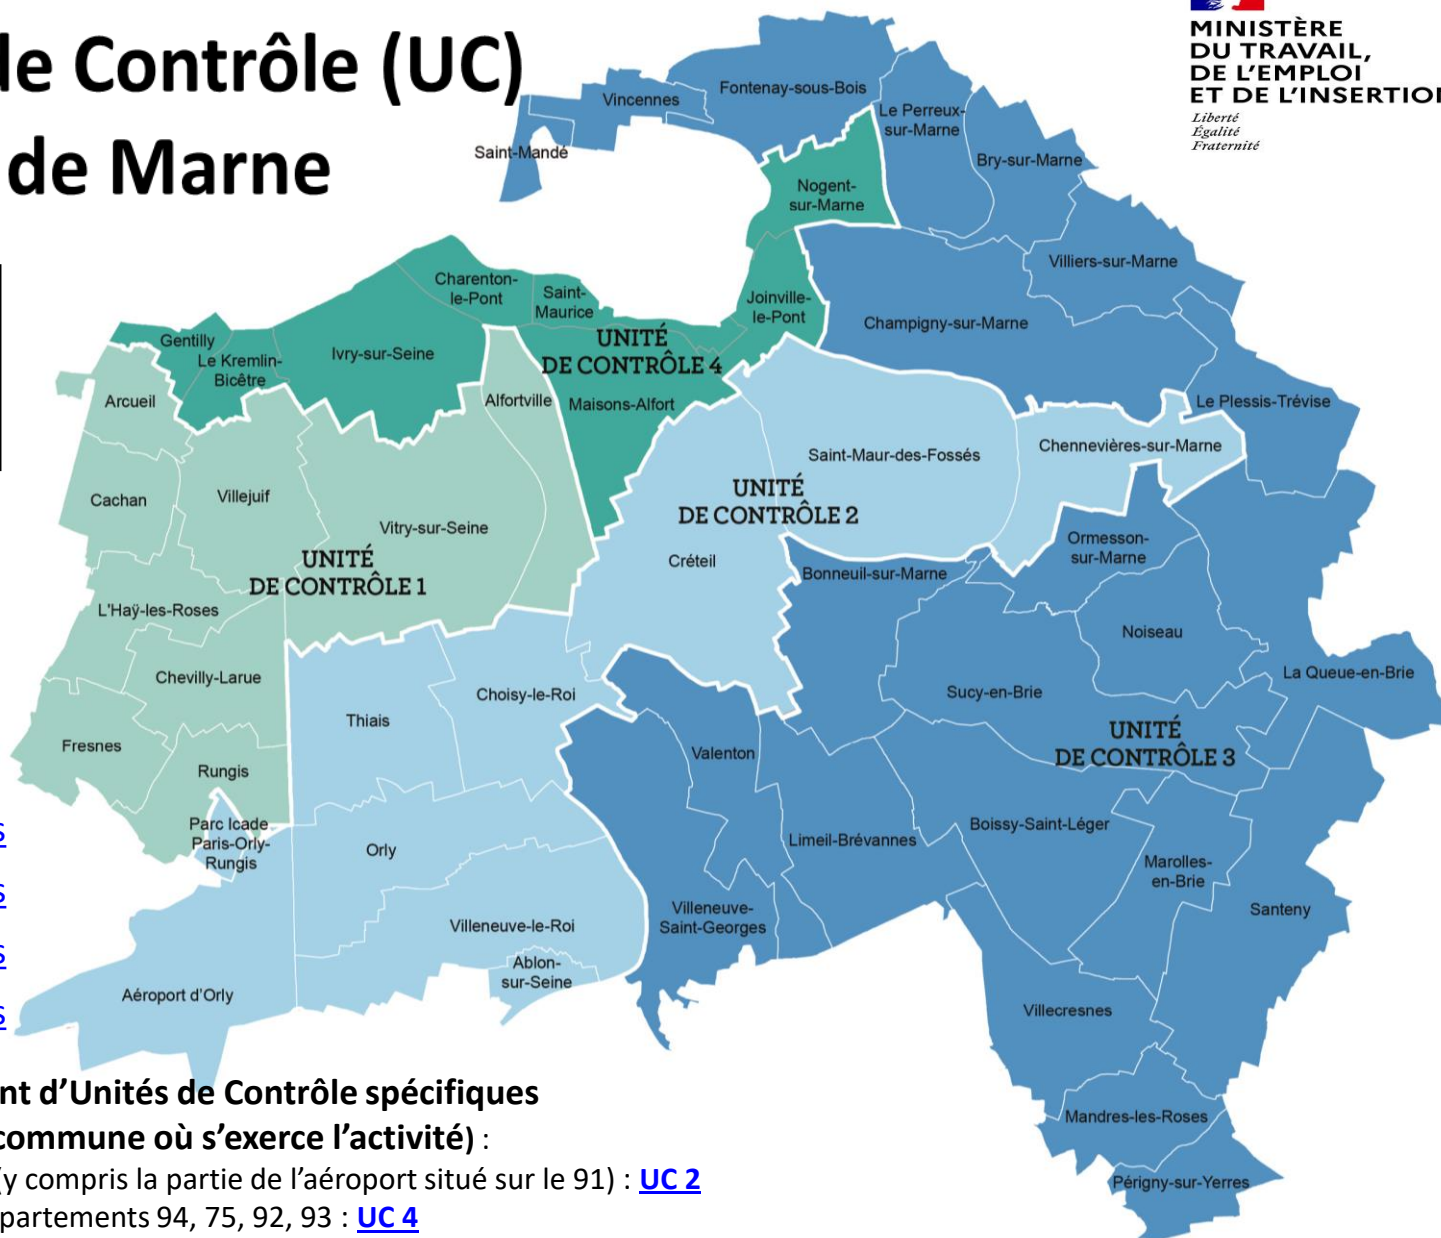 de Contrôle (UC)
de Marne
MINISTÈRE
DU TRAVAIL,
DE L'EMPLOI
ET DE L'INSERTION
Liberté
Égalité
Fraternité
Fontenay-sous-Bois
Vincennes
Le Perreux-
sur-Marne
Saint-Mandé
Bry-sur-Marne
Nogent-
sur-Marne
Villiers-sur-Marne
Charenton-
le-Pont
Saint-
Maurice
Joinville-
le-Pont
Champigny-sur-Marne
Gentilly
Le Kremlin-
Bicêtre
Ivry-sur-Seine
UNITÉ
DE CONTRÔLE 4
Arcueil
Alfortville
Maisons-Alfort
Le Plessis-Trévise
Saint-Maur-des-Fossés
Chennevières-sur-Marne
Cachan
Villejuif
Vitry-sur-Seine
UNITÉ
DE CONTRÔLE 2
Ormesson-
sur-Marne
UNITÉ
DE CONTRÔLE 1
Créteil
Bonneuil-sur-Marne
L'Haÿ-les-Roses
Noiseau
Chevilly-Larue
Choisy-le-Roi
Sucy-en-Brie
La Queue-en-Brie
Thiais
UNITÉ
DE CONTRÔLE 3
Fresnes
Valenton
Rungis
Parc Icade
Paris-Orly-
Rungis
Orly
Limeil-Brévannes
Boissy-Saint-Léger
Marolles-
en-Brie
Villeneuve-
Saint-Georges
Santeny
Villeneuve-le-Roi
Ablon-
sur-Seine
Aéroport d'Orly
Villecresnes
Mandres-les-Roses
Périgny-sur-Yerres
s
s
s
s
nt d’Unités de Contrôle spécifiques
commune où s’exerce l’activité) :
(y compris la partie de l’aéroport situé sur le 91) : UC 2
partements 94, 75, 92, 93 : UC 4